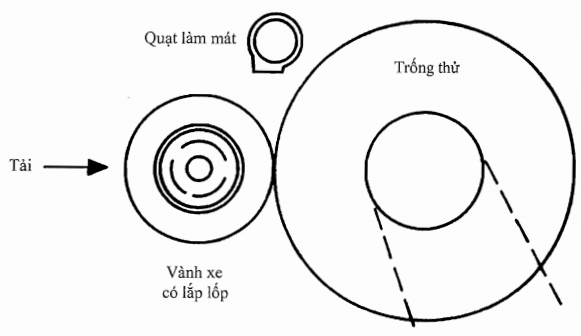 Quạt làm mát
Trống thử
Tải
Vành xe
có lắp lốp